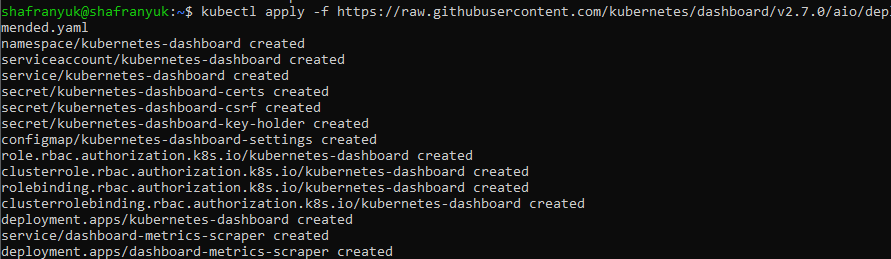 shafranyuk@shafranyuk:~$ kubectl apply -f https://raw.githubusercontent.com/kubernetes/dashboard/v2.7.0/aio/dep
mended.yaml
namespace/kubernetes-dashboard created
serviceaccount/kubernetes-dashboard created
service/kubernetes-dashboard created
secret/kubernetes-dashboard-certs created
secret/kubernetes-dashboard-csrf created
secret/kubernetes-dashboard-key-holder created
configmap/kubernetes-dashboard-settings created
role.rbac.authorization.k8s.io/kubernetes-dashboard created
clusterrole.rbac.authorization.k8s.io/kubernetes-dashboard created
rolebinding.rbac.authorization.k8s.io/kubernetes-dashboard created
clusterrolebinding.rbac.authorization.k8s.io/kubernetes-dashboard created
deployment.apps/kubernetes-dashboard created
service/dashboard-metrics-scraper created
deployment.apps/dashboard-metrics-scraper created